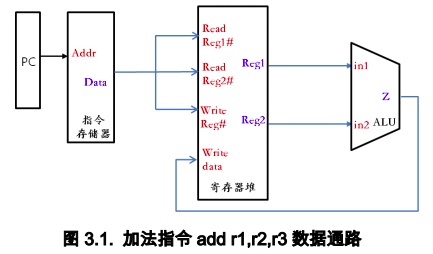 PC
Addr
Data
指令
存储器
Read
Reg1#
Read
Reg2#
Write
Reg#
Write
data
Reg1
Reg2
寄存器堆
in1
Z
in2
ALU
图 3.1. 加法指令 add r1,r2,r3 数据通路